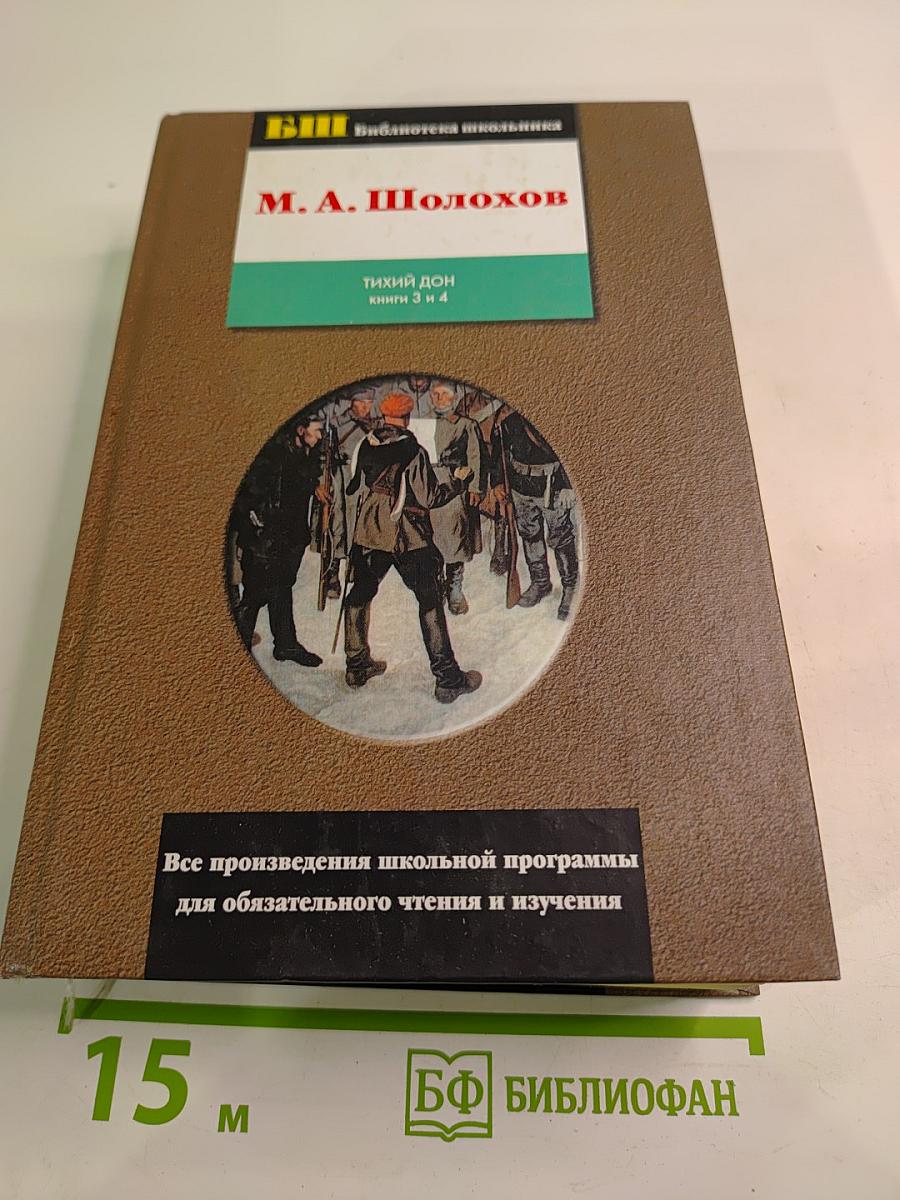 БШ Библиотека школьника
М. А. Шолохов
ТИХИЙ ДОН
книги 3 и 4
Все произведения школьной программы
для обязательного чтения и изучения
15 м
БФ БИБЛИОФАН